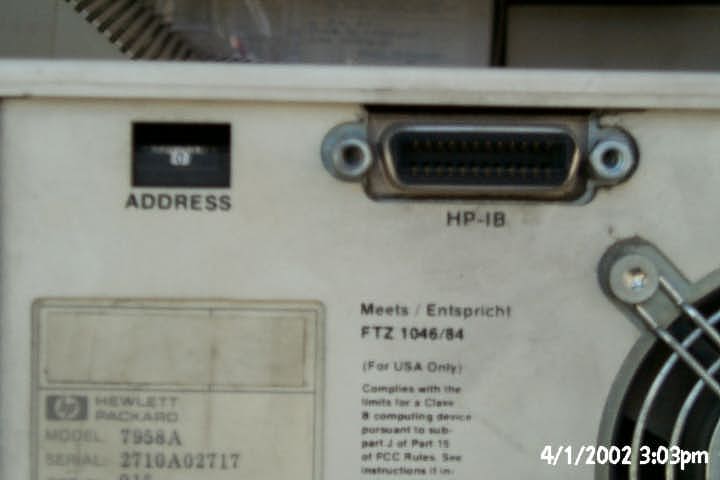 0
ADDRESS
HP-IB
Meets / Entspricht
FTZ 1046/84
(For USA Only)
Complies with the
limits for a Class
B computing device
pursuant to sub-
part J of Part 15
of FCC Rules. See
instructions if in-
hp HEWLETT
PACKARD
MODEL: 7958A
SERIAL: 2710A02717
4/1/2002 3:03pm